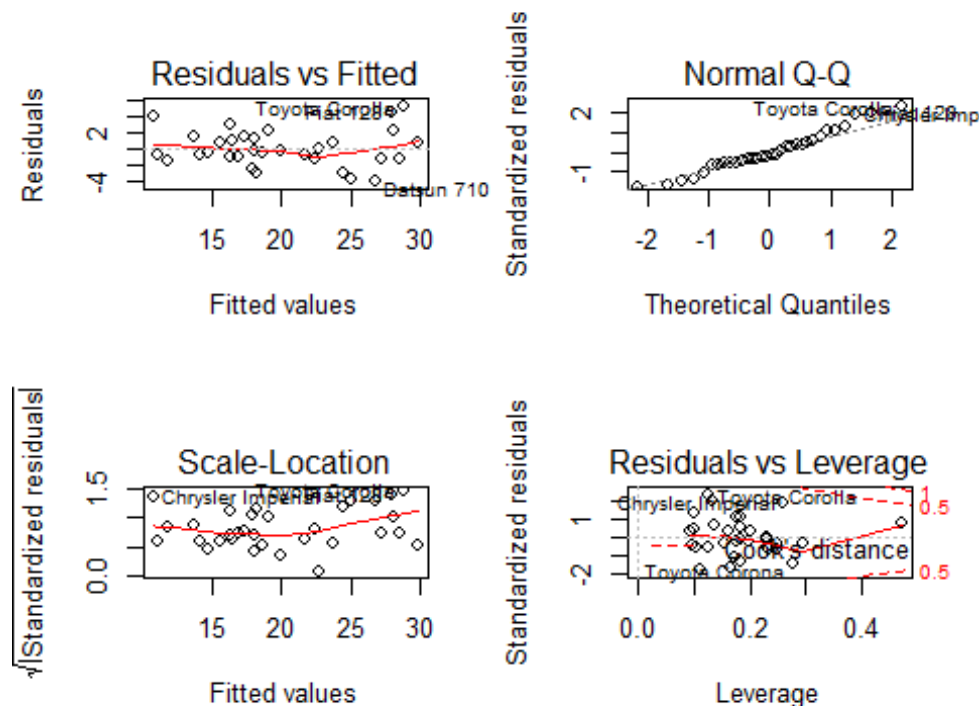 Residuals vs Fitted
Residuals
2
-4
Toyota Corolla
Fiat 128
Datsun 710
15 20 25 30
Fitted values
Normal Q-Q
Standardized residuals
2
-1
Toyota Corolla
Chrysler Imp
-2 -1 0 1 2
Theoretical Quantiles
Scale-Location
√|Standardized residuals|
1.5
0.0
Chrysler Imperial
Toyota Corolla
15 20 25 30
Fitted values
Residuals vs Leverage
Standardized residuals
1
-2
Chrysler Imperial
Toyota Corolla
Cook's distance
Toyota Corona
1
0.5
0.5
0.0 0.2 0.4
Leverage